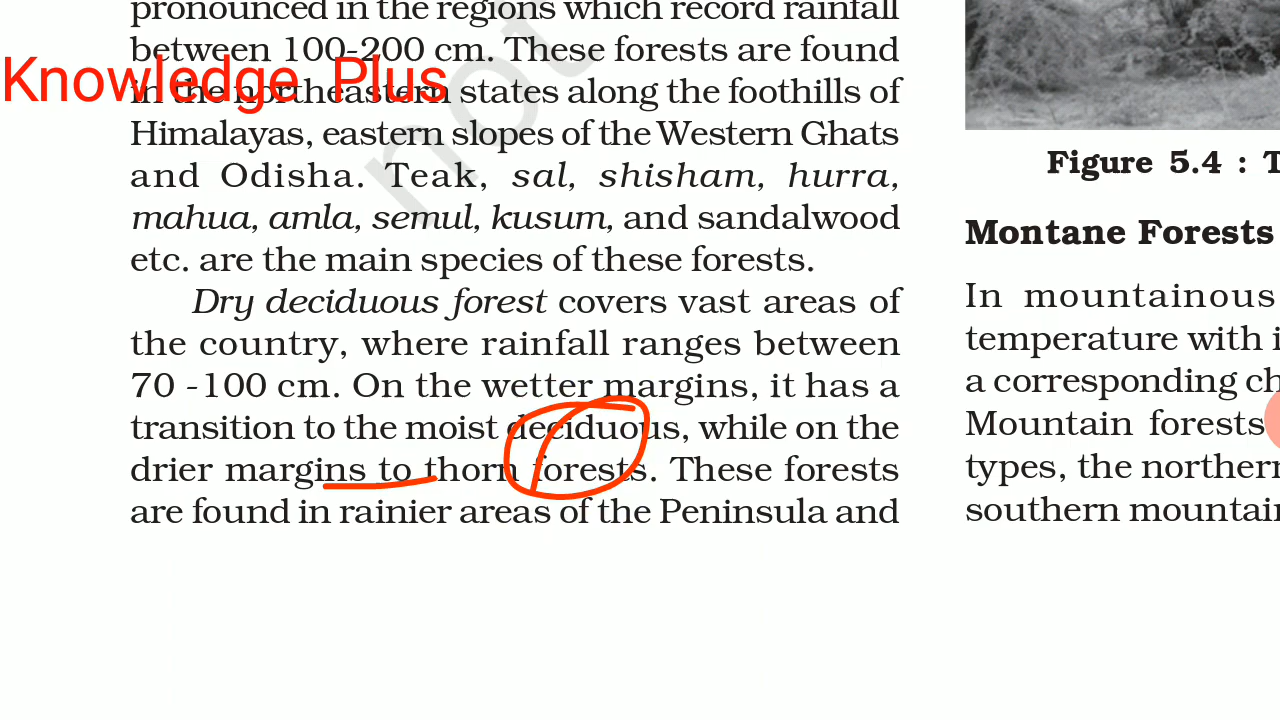 pronounced in the regions which record rainfall
between 100-200 cm. These forests are found
Knowledge Plus
in the northeastern states along the foothills of
Himalayas, eastern slopes of the Western Ghats
and Odisha. Teak, sal, shisham, hurra,
mahua, amla, semul, kusum, and sandalwood
etc. are the main species of these forests.
Dry deciduous forest covers vast areas of
the country, where rainfall ranges between
70 -100 cm. On the wetter margins, it has a
transition to the moist deciduous, while on the
drier margins to thorn forests. These forests
are found in rainier areas of the Peninsula and
not
Figure 5.4 : T
Montane Forests
In mountainous
temperature with i
a corresponding ch
Mountain forests
types, the northern
southern mountain